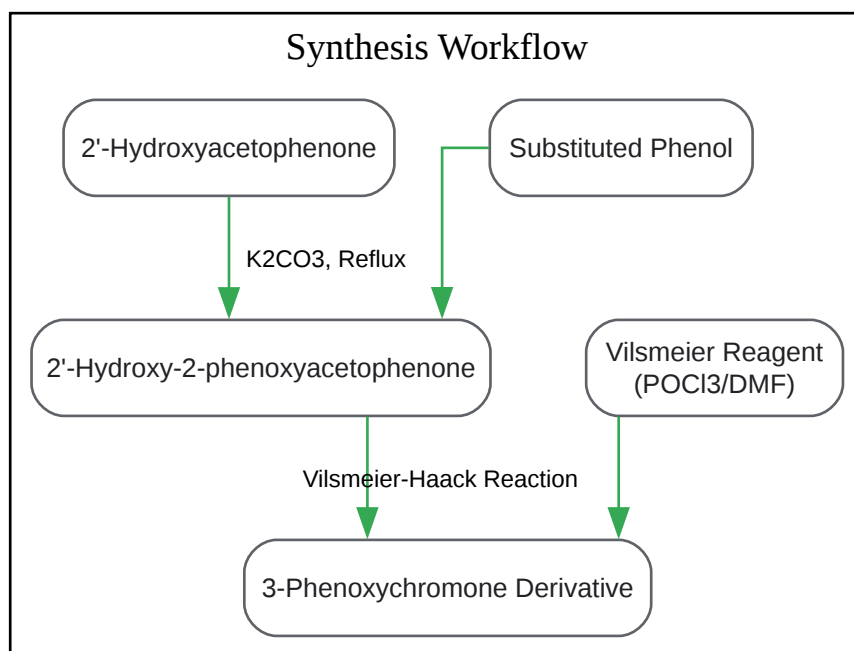 Synthesis Workflow
2'-Hydroxyacetophenone
Substituted Phenol
K2CO3, Reflux
2'-Hydroxy-2-phenoxyacetophenone
Vilsmeier Reagent
(POCl3/DMF)
Vilsmeier-Haack Reaction
3-Phenoxychromone Derivative